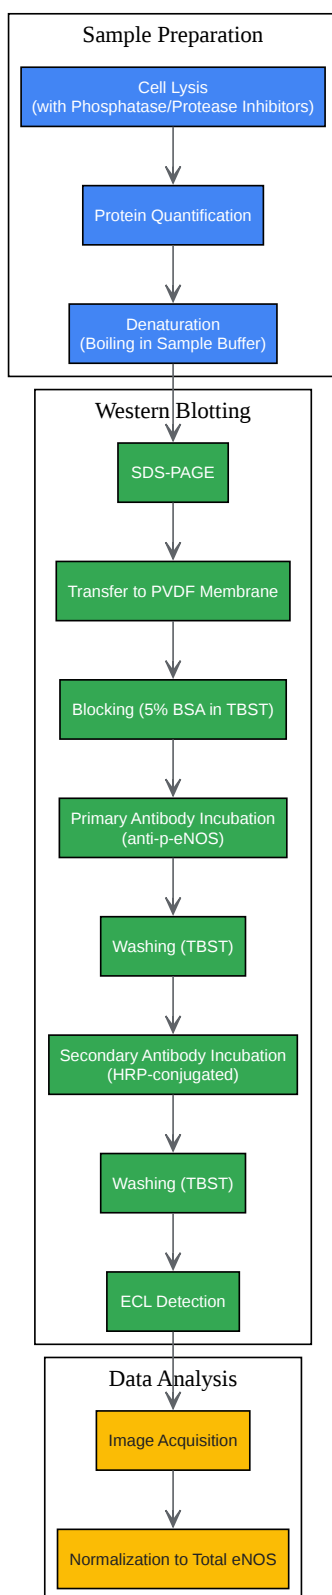 Sample Preparation
Cell Lysis
(with Phosphatase/Protease Inhibitors)
Protein Quantification
Denaturation
(Boiling in Sample Buffer)
Western Blotting
SDS-PAGE
Transfer to PVDF Membrane
Blocking (5% BSA in TBST)
Primary Antibody Incubation
(anti-p-eNOS)
Washing (TBST)
Secondary Antibody Incubation
(HRP-conjugated)
Washing (TBST)
ECL Detection
Data Analysis
Image Acquisition
Normalization to Total eNOS